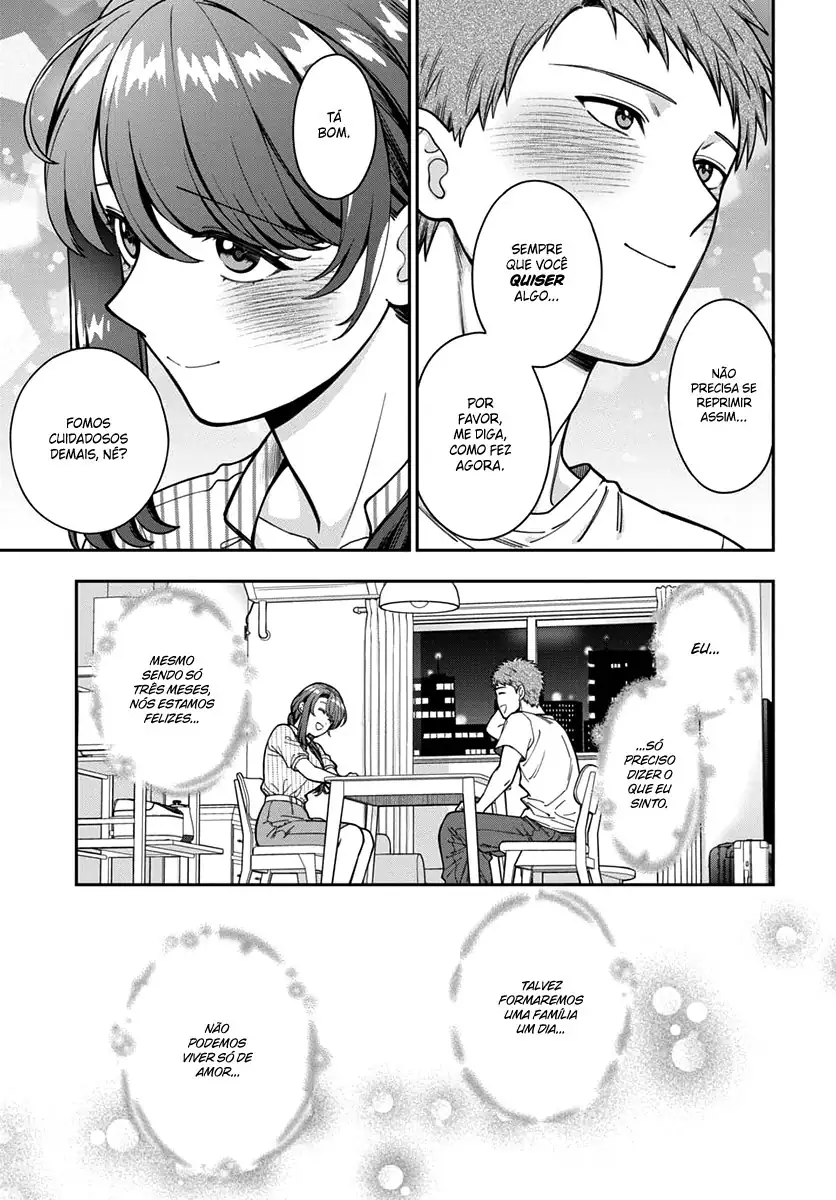 NÃO
PRECISA SE
REPRIMIR
ASSIM...
SEMPRE
QUE VOCÊ
QUISER
ALGO...
POR
FAVOR,
ME DIGA,
COMO FEZ
AGORA.
TÁ
BOM.
FOMOS
CUIDADOSOS
DEMAIS, NÉ?
EU...
...SÓ
PRECISO
DIZER O
QUE EU
SINTO.
MESMO
SENDO SÓ
TRÊS MESES,
NÓS ESTAMOS
FELIZES...
TALVEZ
FORMAREMOS
UMA FAMÍLIA
UM DIA...
NÃO
PODEMOS
VIVER SÓ DE
AMOR...